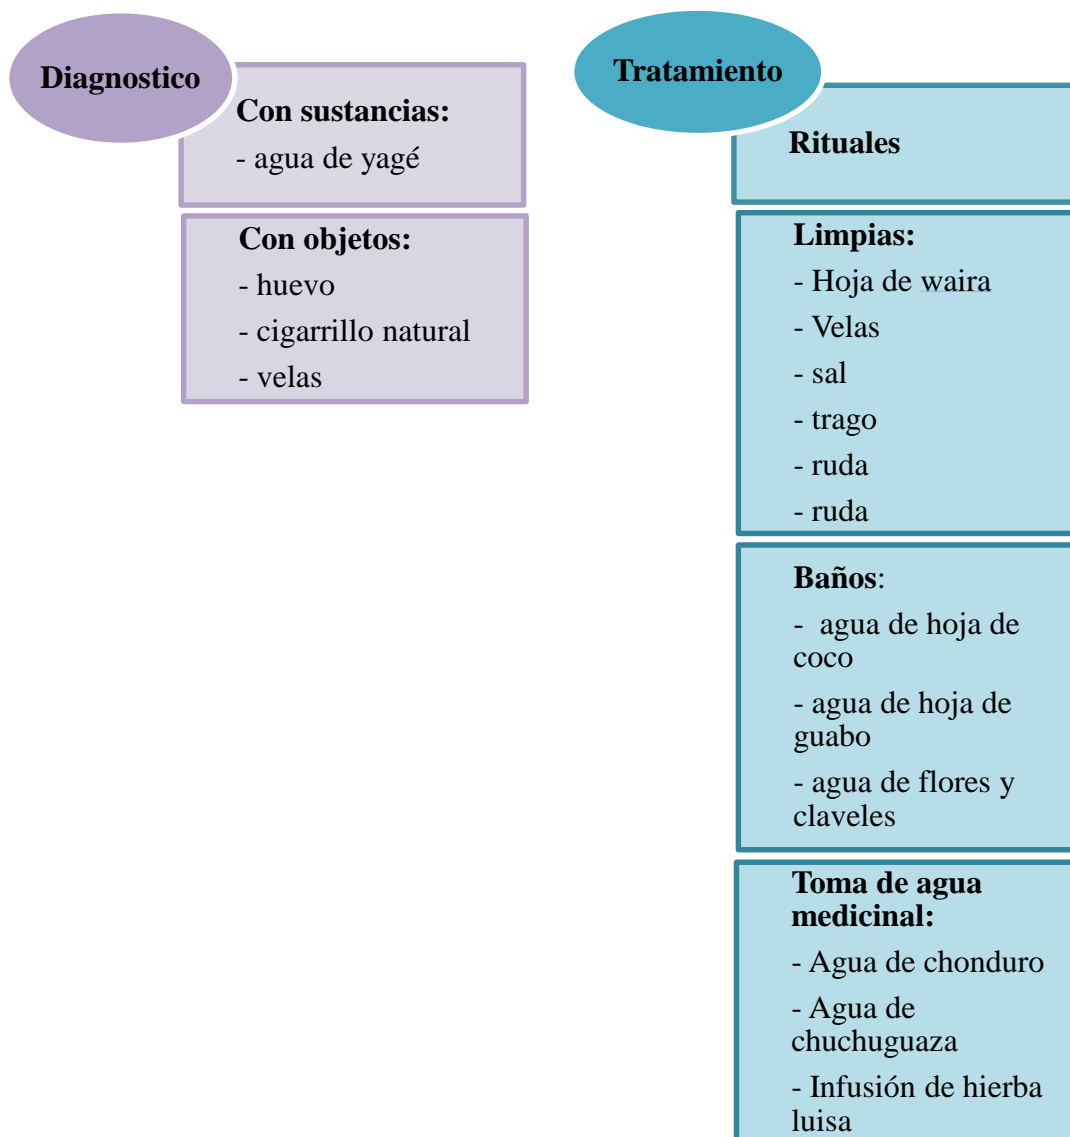 Diagnostico
Con sustancias:
- agua de yagé
Con objetos:
- huevo
- cigarrillo natural
- velas
Tratamiento
Rituales
Limpias:
- Hoja de waira
- Velas
- sal
- trago
- ruda
- ruda
Baños:
- agua de hoja de
coco
- agua de hoja de
guabo
- agua de flores y
claveles
Toma de agua
medicinal:
- Agua de chonduro
- Agua de
chuchuguaza
- Infusión de hierba
luisa